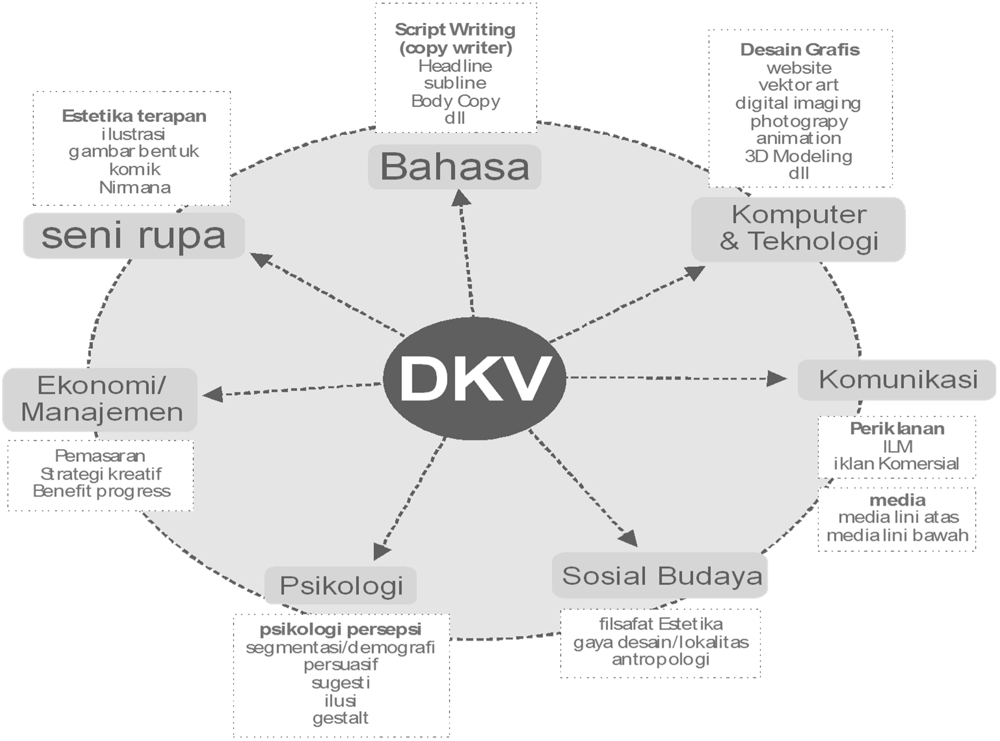 Script Writing
(copy writer)
Headline
subline
Body Copy
dll
Bahasa
Desain Grafis
website
vektor art
digital imaging
photograpy
animation
3D Modeling
dll
Komputer
& Teknologi
Estetika terapan
ilustrasi
gambar bentuk
komik
Nirmana
seni rupa
DKV
Komunikasi
Periklanan
ILM
iklan Komersial
media
media lini atas
media lini bawah
Ekonomi/
Manajemen
Pemasaran
Strategi kreatif
Benefit progress
Psikologi
psikologi persepsi
segmentasi/demografi
persuasif
sugesti
ilusi
gestalt
Sosial Budaya
filsafat Estetika
gaya desain/lokalitas
antropologi